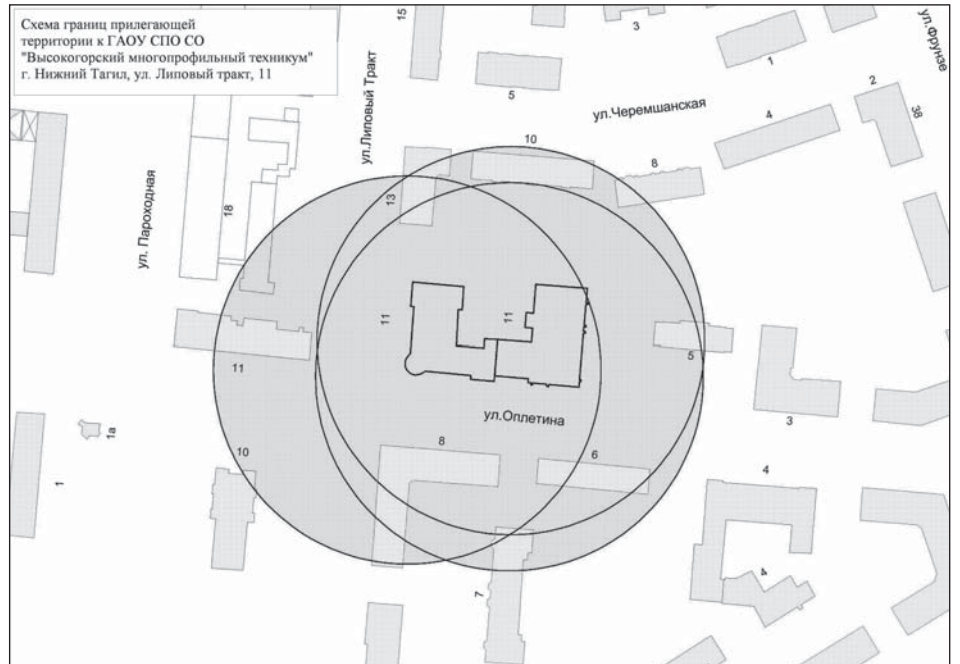 Схема границ прилегающей
территории к ГАОУ СПО СО
"Высокогорский многопрофильный техникум"
г. Нижний Тагил, ул. Липовый тракт, 11
15
3
ул.Фрунзе
1
ул.Липовый Тракт
5
2
ул.Черемшанская
4
38
10
8
ул. Пароходная
18
13
11
11
5
11
3
ул.Оплетина
1а
8
10
6
4
1
4
7